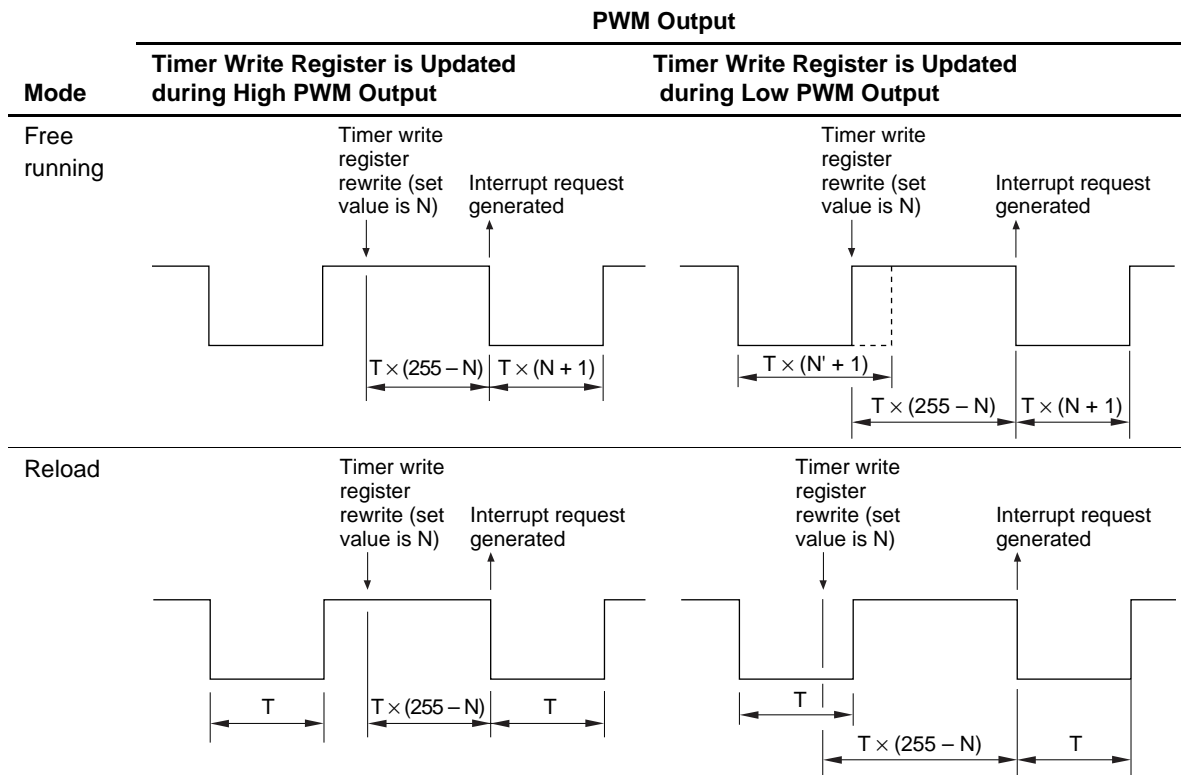 PWM Output
Mode
Timer Write Register is Updated
during High PWM Output
Timer Write Register is Updated
during Low PWM Output
Free
running
Timer write
register
rewrite (set
value is N)
Interrupt request
generated
T × (255 – N)
T × (N + 1)
Timer write
register
rewrite (set
value is N)
Interrupt request
generated
T × (N' + 1)
T × (255 – N)
T × (N + 1)
Reload
Timer write
register
rewrite (set
value is N)
Interrupt request
generated
T
T × (255 – N)
T
Timer write
register
rewrite (set
value is N)
Interrupt request
generated
T
T × (255 – N)
T